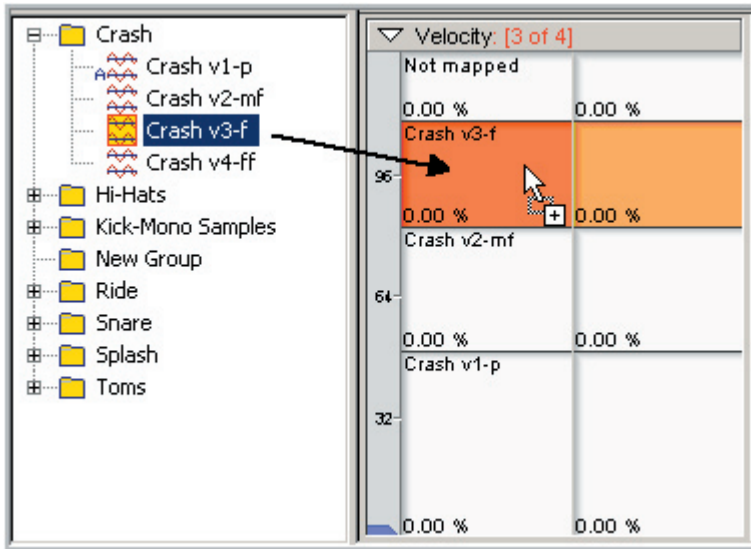 Crash
A Crash v1-p
Crash v2-mf
Crash v3-f
Crash v4-ff
Hi-Hats
Kick-Mono Samples
New Group
Ride
Snare
Splash
Toms
Velocity: [3 of 4]
Not mapped
0.00 % 0.00 %
Crash v3-f
96
0.00 % 0.00 %
Crash v2-mf
64
0.00 % 0.00 %
Crash v1-p
32
0.00 % 0.00 %